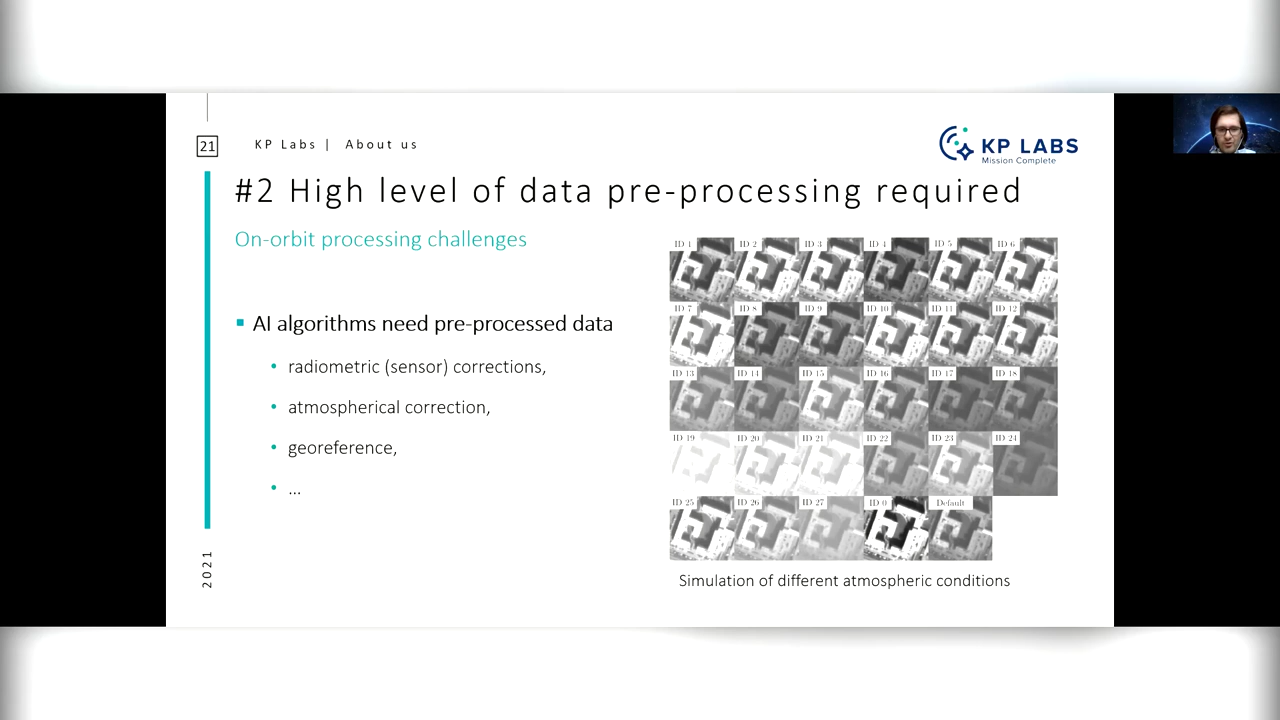 21
KP Labs | About us
KP LABS
Mission Complete
#2 High level of data pre-processing required
On-orbit processing challenges
AI algorithms need pre-processed data
radiometric (sensor) corrections,
atmospherical correction,
georeference,
...
2021
ID 1 ID 2 ID 3 ID 4 ID 5 ID 6
ID 7 ID 8 ID 9 ID 10 ID 11 ID 12
ID 13 ID 14 ID 15 ID 16 ID 17 ID 18
ID 19 ID 20 ID 21 ID 22 ID 23 ID 24
ID 25 ID 26 ID 27 ID 0 Default
Simulation of different atmospheric conditions